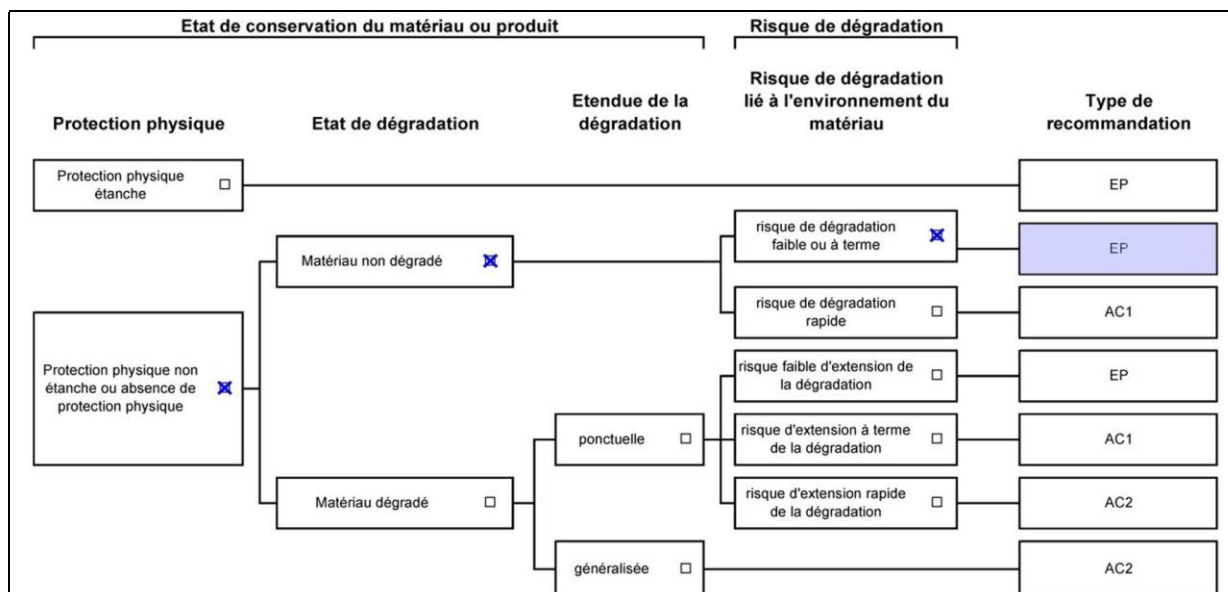 Etat de conservation du matériau ou produit
Risque de dégradation
Protection physique
Etat de dégradation
Etendue de la
dégradation
Risque de dégradation
lié à l'environnement du
matériau
Type de
recommandation
Protection physique
étanche
EP
risque de dégradation
faible ou à terme
EP
Matériau non dégradé
risque de dégradation
rapide
AC1
Protection physique non
étanche ou absence de
protection physique
risque faible d'extension de
la dégradation
EP
ponctuelle
risque d'extension à terme
de la dégradation
AC1
Matériau dégradé
risque d'extension rapide
de la dégradation
AC2
généralisée
AC2